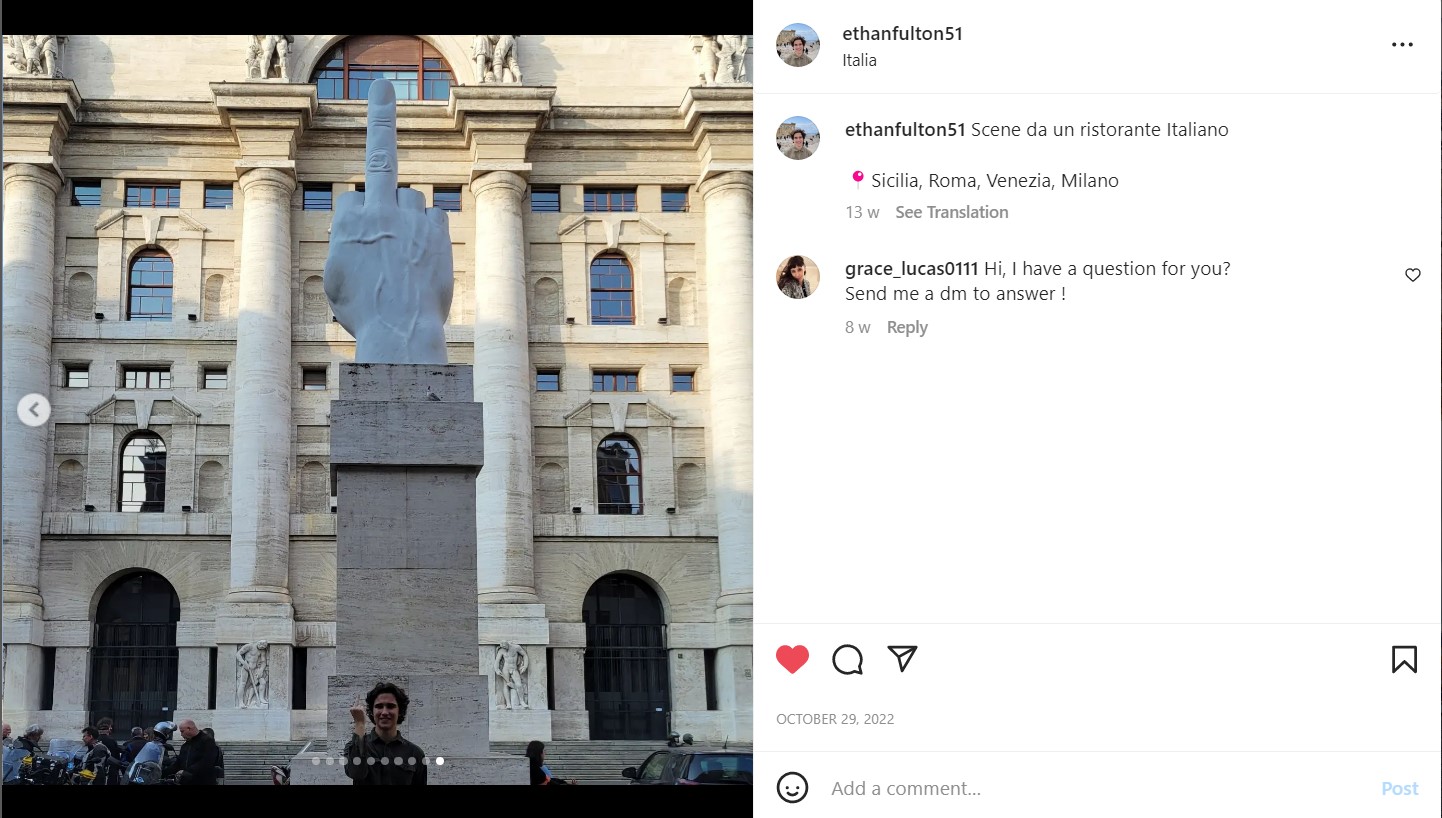 ethanfulton51
Italia
ethanfulton51 Scene da un ristorante Italiano
📍 Sicilia, Roma, Venezia, Milano
13 w See Translation
grace_lucas0111 Hi, I have a question for you?
Send me a dm to answer !
8 w Reply
OCTOBER 29, 2022
Add a comment...
Post